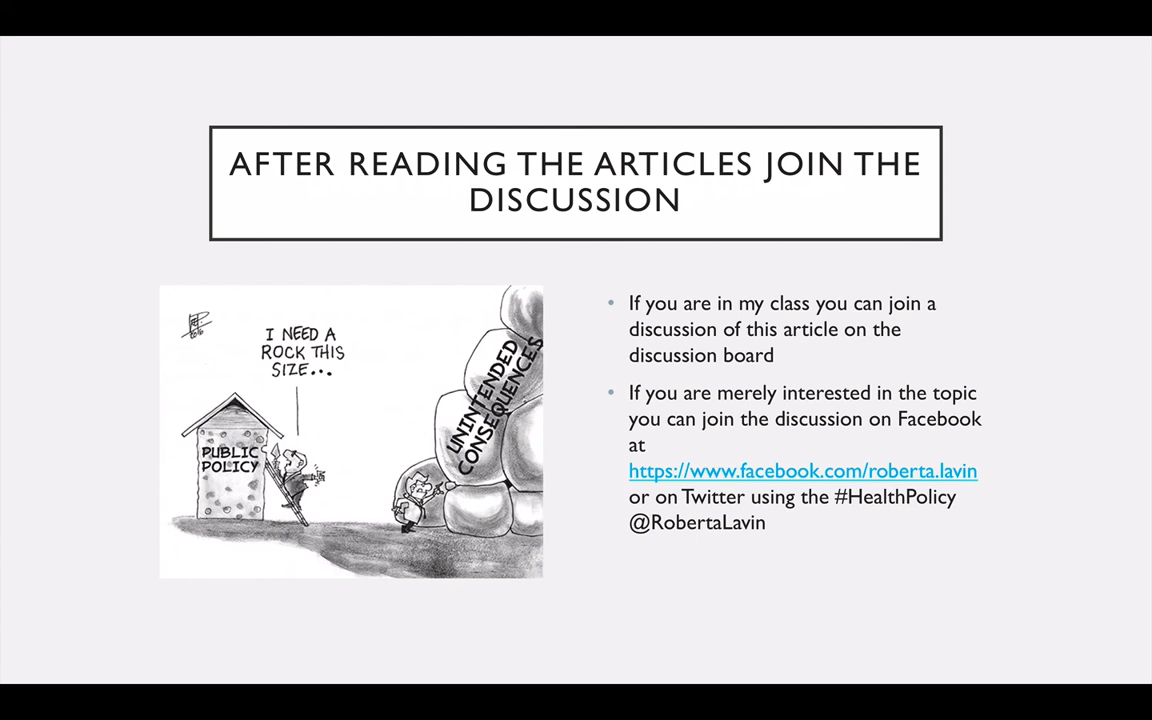 AFTER READING THE ARTICLES JOIN THE
DISCUSSION
I NEED A
ROCK THIS
SIZE...
PUBLIC
POLICY
UNINTENDED
CONSEQUENCES
• If you are in my class you can join a
discussion of this article on the
discussion board
• If you are merely interested in the topic
you can join the discussion on Facebook
at
https://www.facebook.com/roberta.lavin
or on Twitter using the #HealthPolicy
@RobertaLavin